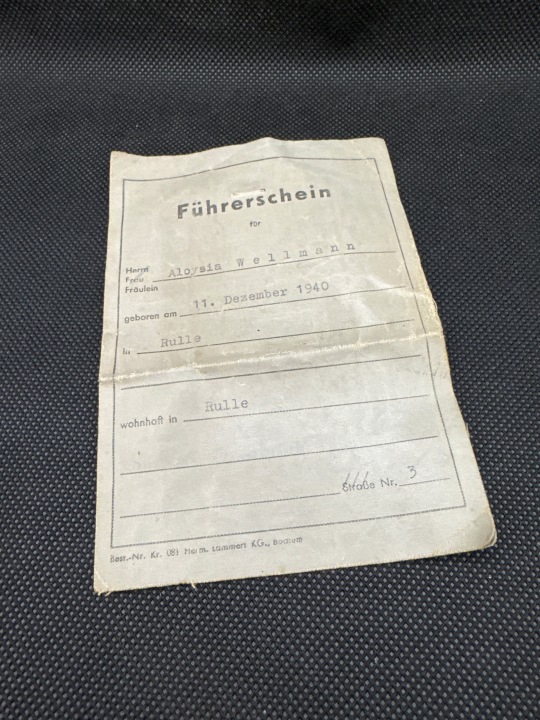 Führerschein
für
Herrn
Frau Aloysia Wellmann
Fräulein
geboren am 11. Dezember 1940
in Rulle
wohnhaft in Rulle
Straße Nr. 3
Best.-Nr. Kr. (8) Herm. Lammert KG., Bochum